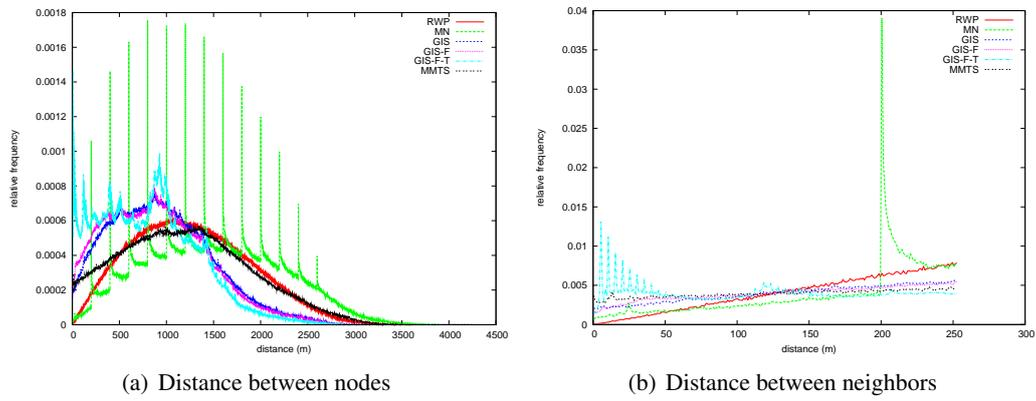 0.0018
0.0016
0.0014
0.0012
0.001
0.0008
0.0006
0.0004
0.0002
0
relative frequency
0 500 1000 1500 2000 2500 3000 3500 4000 4500
distance (m)
RWP
MN
GIS
GIS-F
GIS-F-T
MMTS
(a) Distance between nodes
0.04
0.035
0.03
0.025
0.02
0.015
0.01
0.005
0
relative frequency
0 50 100 150 200 250 300
distance (m)
RWP
MN
GIS
GIS-F
GIS-F-T
MMTS
(b) Distance between neighbors